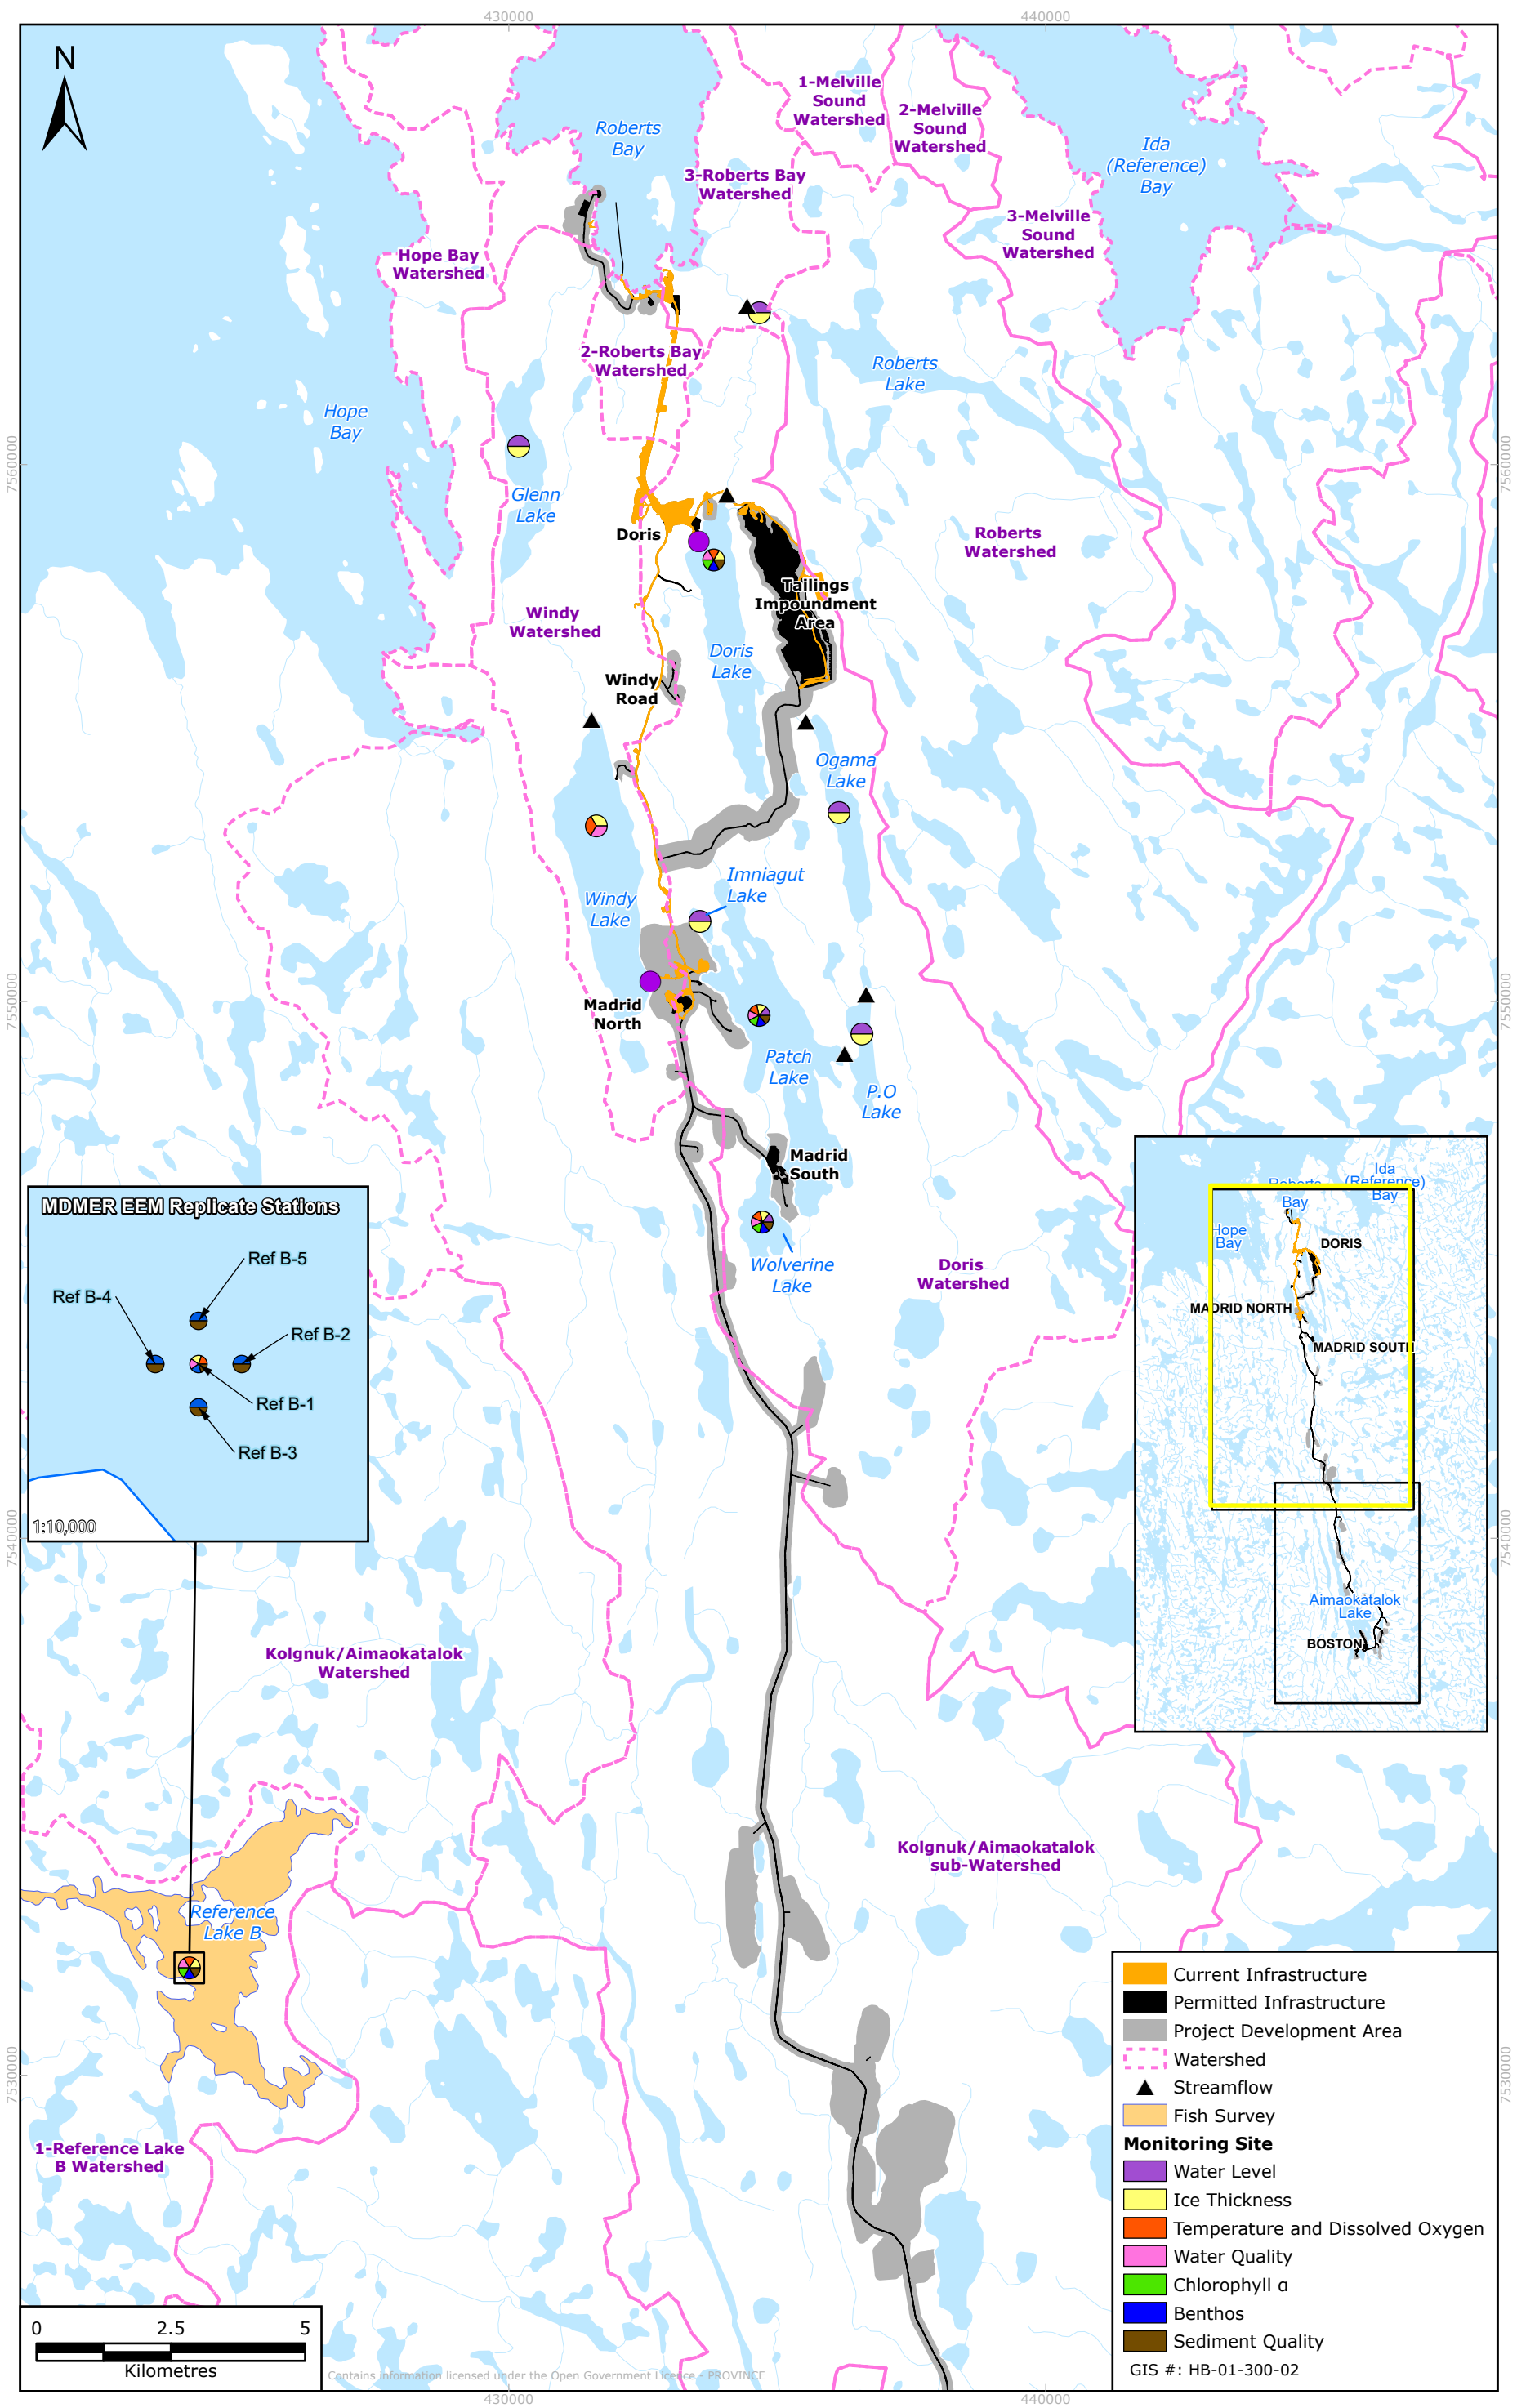 430000
440000
N
1-Melville
Sound
Watershed
2-Melville
Sound
Watershed
Roberts
Bay
Ida
(Reference)
Bay
3-Roberts Bay
Watershed
3-Melville
Sound
Watershed
Hope Bay
Watershed
2-Roberts Bay
Watershed
Roberts
Lake
Hope
Bay
7560000
7560000
Glenn
Lake
Doris
Roberts
Watershed
Tailings
Impoundment
Area
Windy
Watershed
Doris
Lake
Windy
Road
Ogama
Lake
Imniagut
Lake
Windy
Lake
7550000
7550000
Madrid
North
Patch
Lake
P.O
Lake
Madrid
South
Wolverine
Lake
Doris
Watershed
MDMER EEM Replicate Stations
Ref B-5
Ref B-4
Ref B-2
Ref B-1
Ref B-3
1:10,000
Ida
(Reference)
Bay
Roberts
Bay
Hope
Bay
DORIS
MADRID NORTH
MADRID SOUTH
Aimaokatalok
Lake
BOSTON
7540000
7540000
Kolgnuk/Aimaokatalok
Watershed
Kolgnuk/Aimaokatalok
sub-Watershed
Reference
Lake B
7530000
7530000
1-Reference Lake
B Watershed
Current Infrastructure
Permitted Infrastructure
Project Development Area
Watershed
Streamflow
Fish Survey
Monitoring Site
Water Level
Ice Thickness
Temperature and Dissolved Oxygen
Water Quality
Chlorophyll α
Benthos
Sediment Quality
GIS #: HB-01-300-02
0 2.5 5
Kilometres
Contains information licensed under the Open Government Licence - PROVINCE
430000
440000